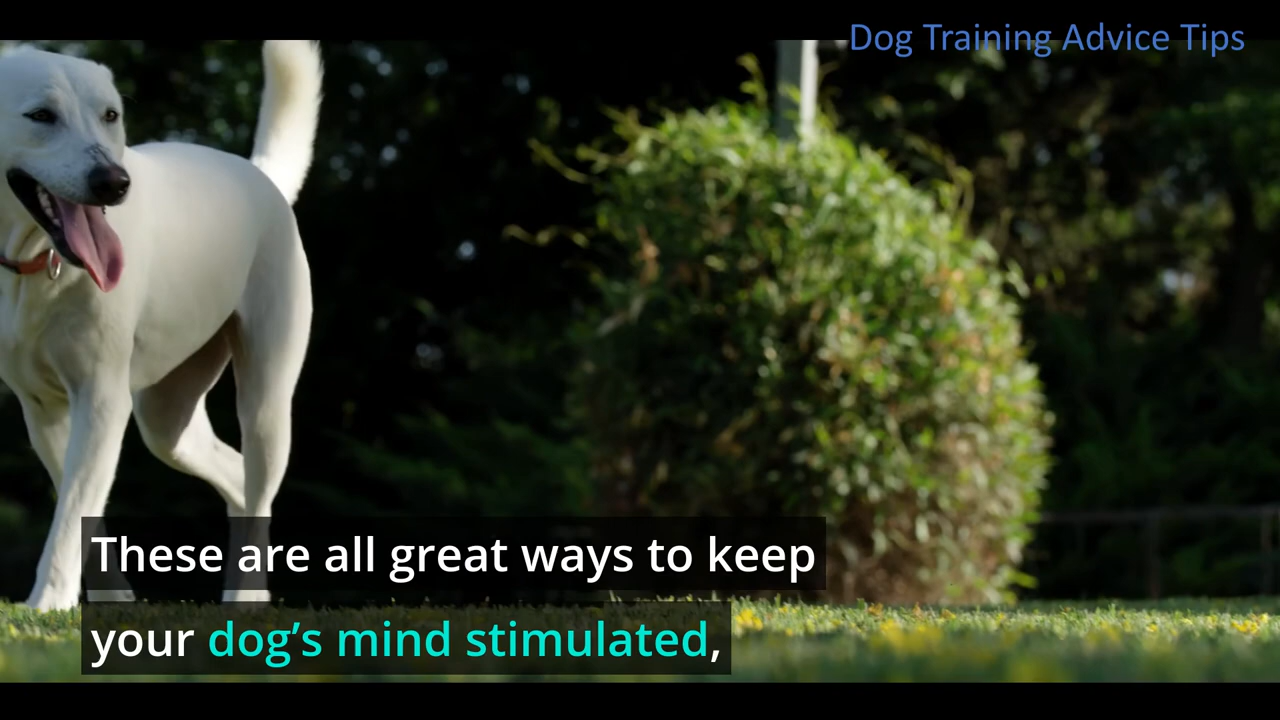 Dog Training Advice Tips
These are all great ways to keep
your dog’s mind stimulated,